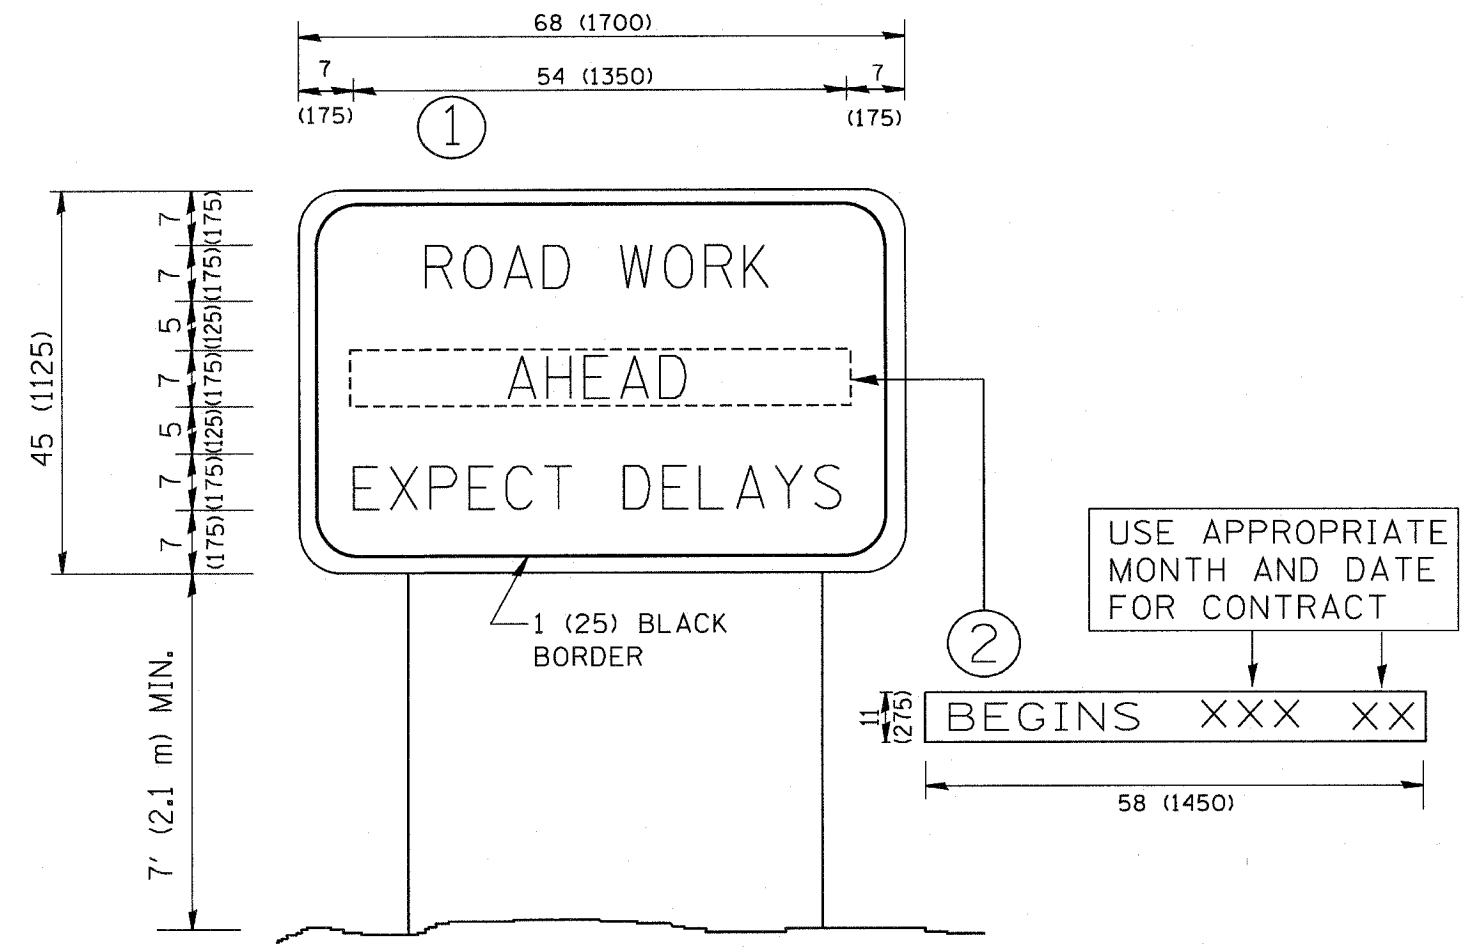 68 (1700)
7 54 (1350) 7
(175) (175)
1
7 (175)
7 (175)
5 (125)
7 (175)
5 (125)
7 (175)
7 (175)
45 (1125)
ROAD WORK
AHEAD
EXPECT DELAYS
1 (25) BLACK
BORDER
7' (2.1 m) MIN.
USE APPROPRIATE
MONTH AND DATE
FOR CONTRACT
2
11
(275)
BEGINS XXX XX
58 (1450)